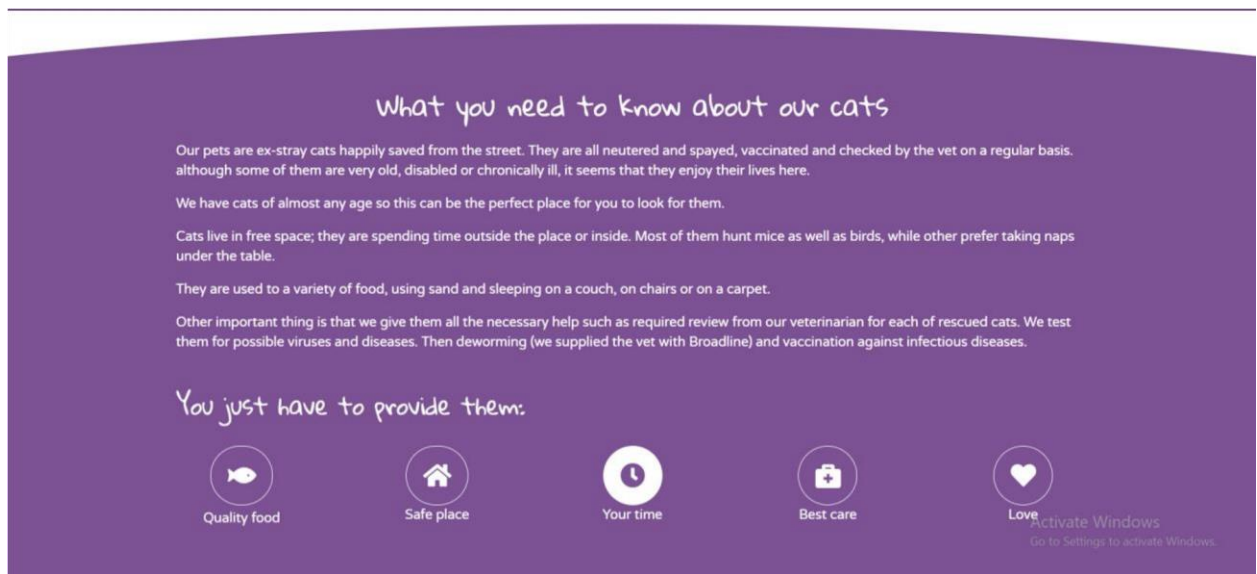 What you need to know about our cats
Our pets are ex-stray cats happily saved from the street. They are all neutered and spayed, vaccinated and checked by the vet on a regular basis.
although some of them are very old, disabled or chronically ill, it seems that they enjoy their lives here.
We have cats of almost any age so this can be the perfect place for you to look for them.
Cats live in free space; they are spending time outside the place or inside. Most of them hunt mice as well as birds, while other prefer taking naps
under the table.
They are used to a variety of food, using sand and sleeping on a couch, on chairs or on a carpet.
Other important thing is that we give them all the necessary help such as required review from our veterinarian for each of rescued cats. We test
them for possible viruses and diseases. Then deworming (we supplied the vet with Broadline) and vaccination against infectious diseases.
You just have to provide them:
Quality food
Safe place
Your time
Best care
Love
Activate Windows
Go to Settings to activate Windows.